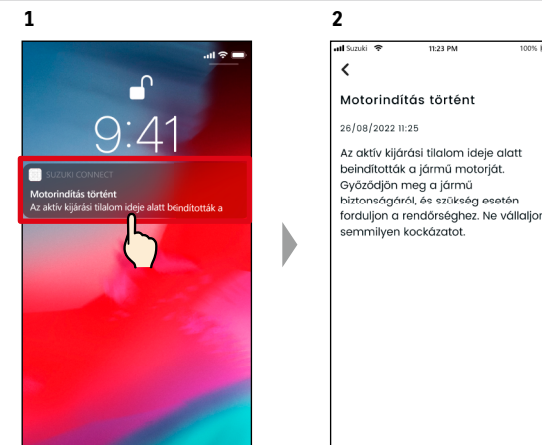 1
9:41
SUZUKI CONNECT
Motorindítás történt
Az aktív kijárási tilalom ideje alatt beindították a
2
Suzuki 11:23 PM 100%
Motorindítás történt
26/08/2022 11:25
Az aktív kijárási tilalom ideje alatt
beindították a jármű motorját.
Győződjön meg a jármű
biztonságáról, és szükség esetén
forduljon a rendőrséghez. Ne vállaljon
semmilyen kockázatot.